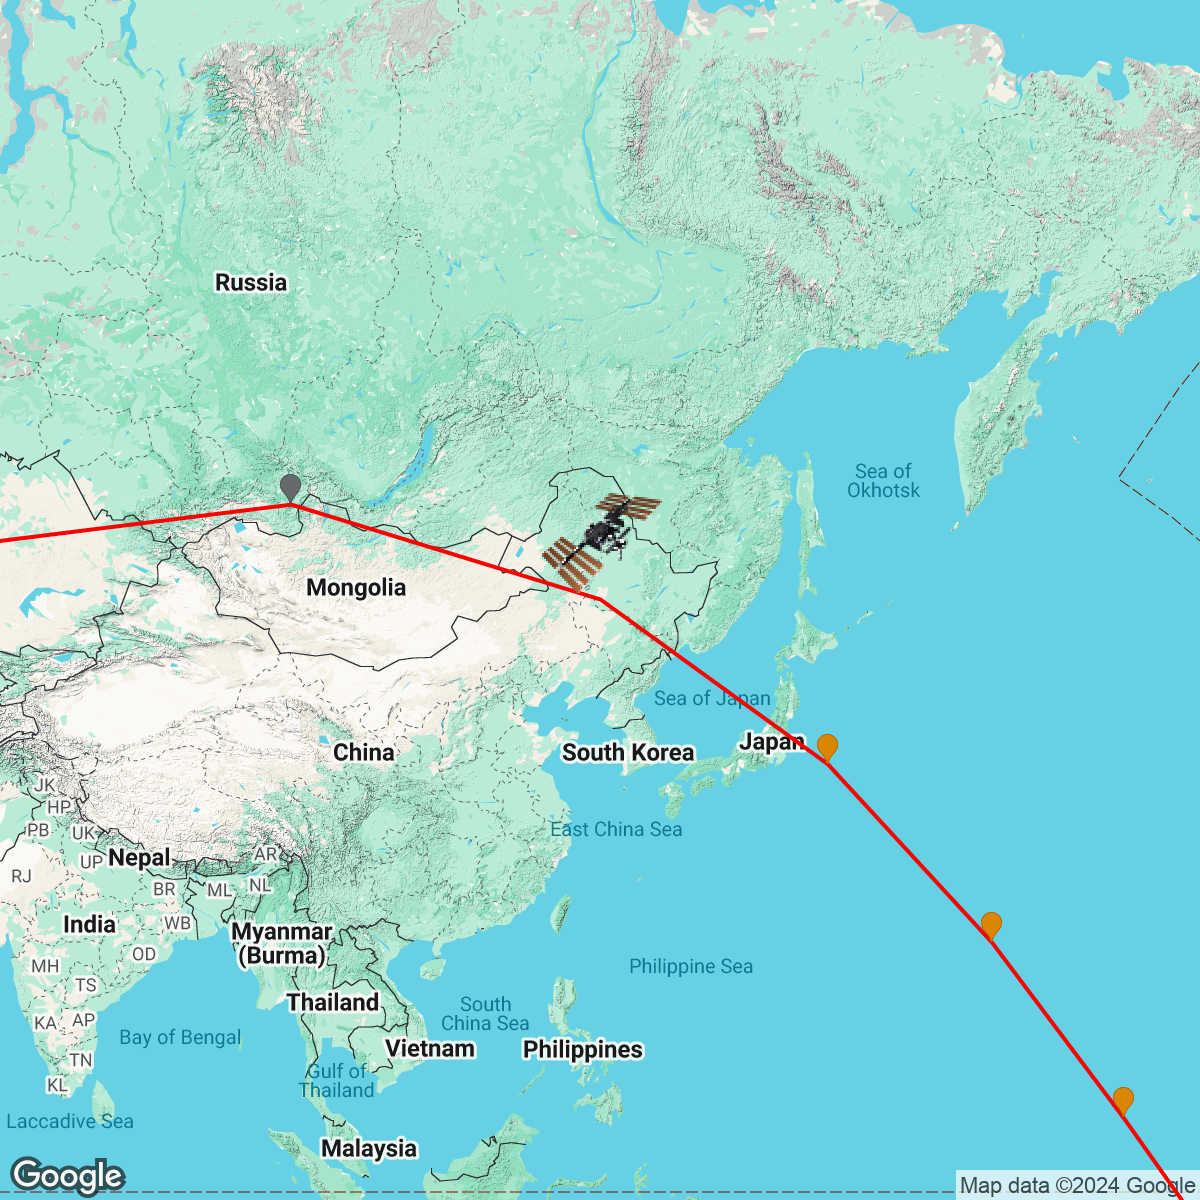 Russia
Sea of
Okhotsk
Mongolia
Sea of Japan
Japan
China
South Korea
JK
HP
PB
UK
East China Sea
UP
Nepal
AR
RJ
BR
ML
NL
India
WB
Myanmar
(Burma)
OD
MH
Philippine Sea
TS
Thailand
South
China Sea
KA
AP
Bay of Bengal
Vietnam
Philippines
TN
Gulf of
Thailand
KL
Laccadive Sea
Malaysia
Google
Map data ©2024 Google